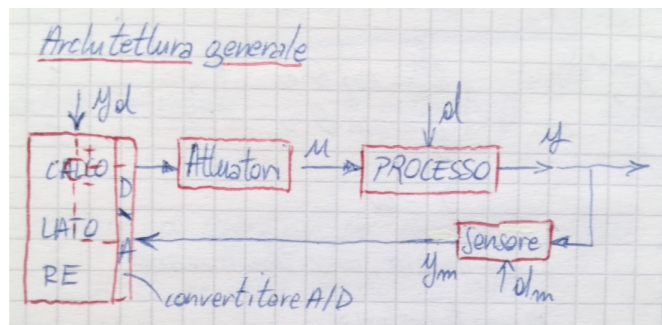 Architettura generale
yd
d
CALCO
LATO
RE
D
A
Attuatori
u
PROCESSO
y
Sensore
ym
dm
convertitore A/D